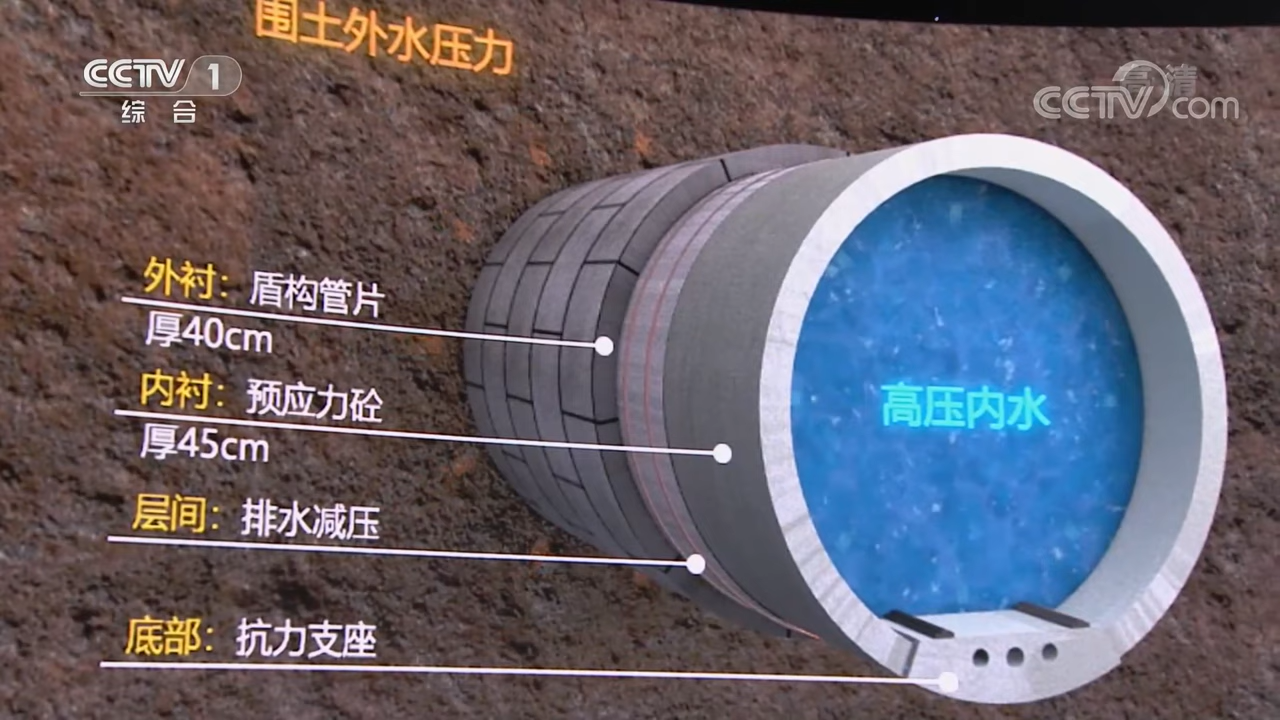 围土外水压力
CCTV 1
综合
高清
CCTV.com
外衬：盾构管片
厚40cm
内衬：预应力砼
厚45cm
高压内水
层间：排水减压
底部：抗力支座